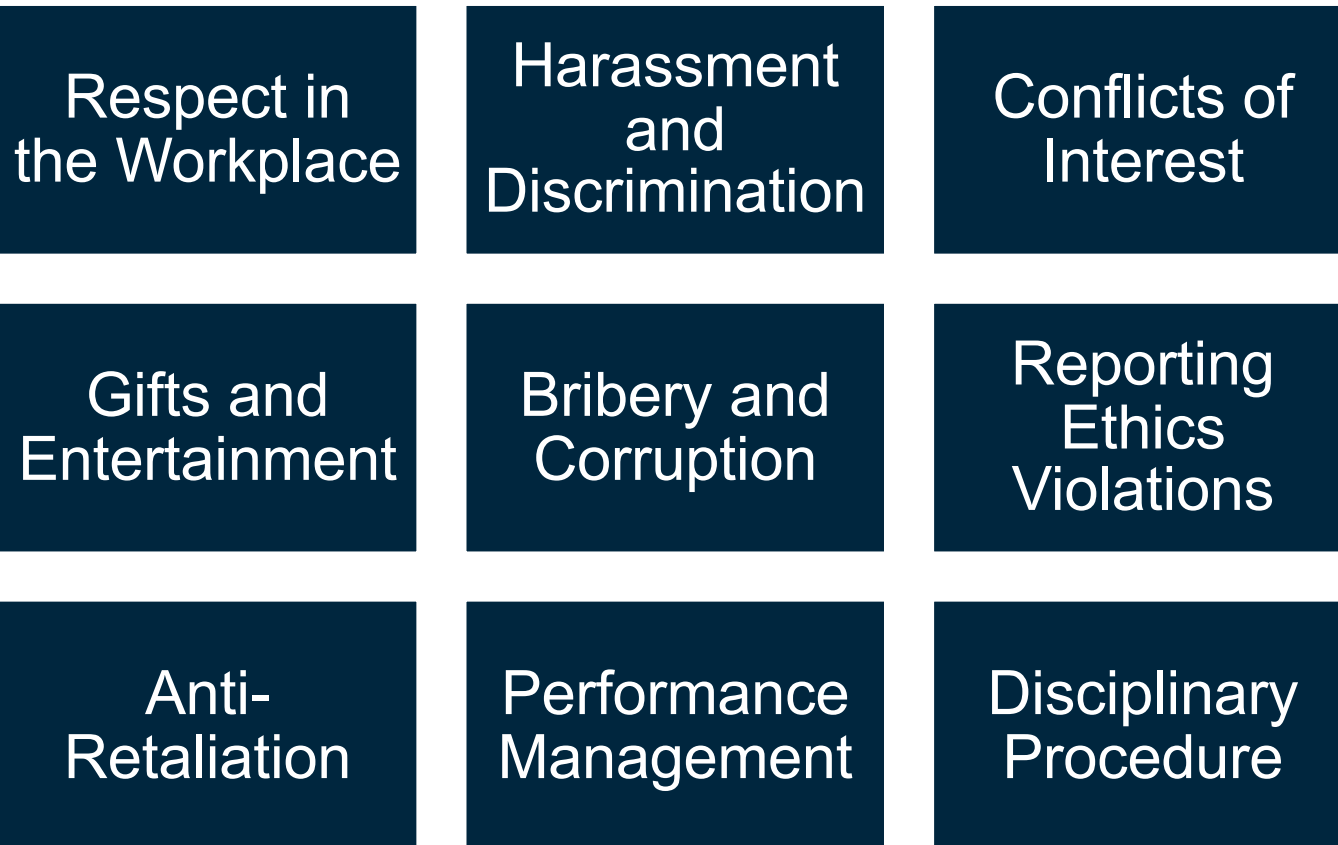 Respect in
the Workplace
Harassment
and
Discrimination
Conflicts of
Interest
Gifts and
Entertainment
Bribery and
Corruption
Reporting
Ethics
Violations
Anti-
Retaliation
Performance
Management
Disciplinary
Procedure